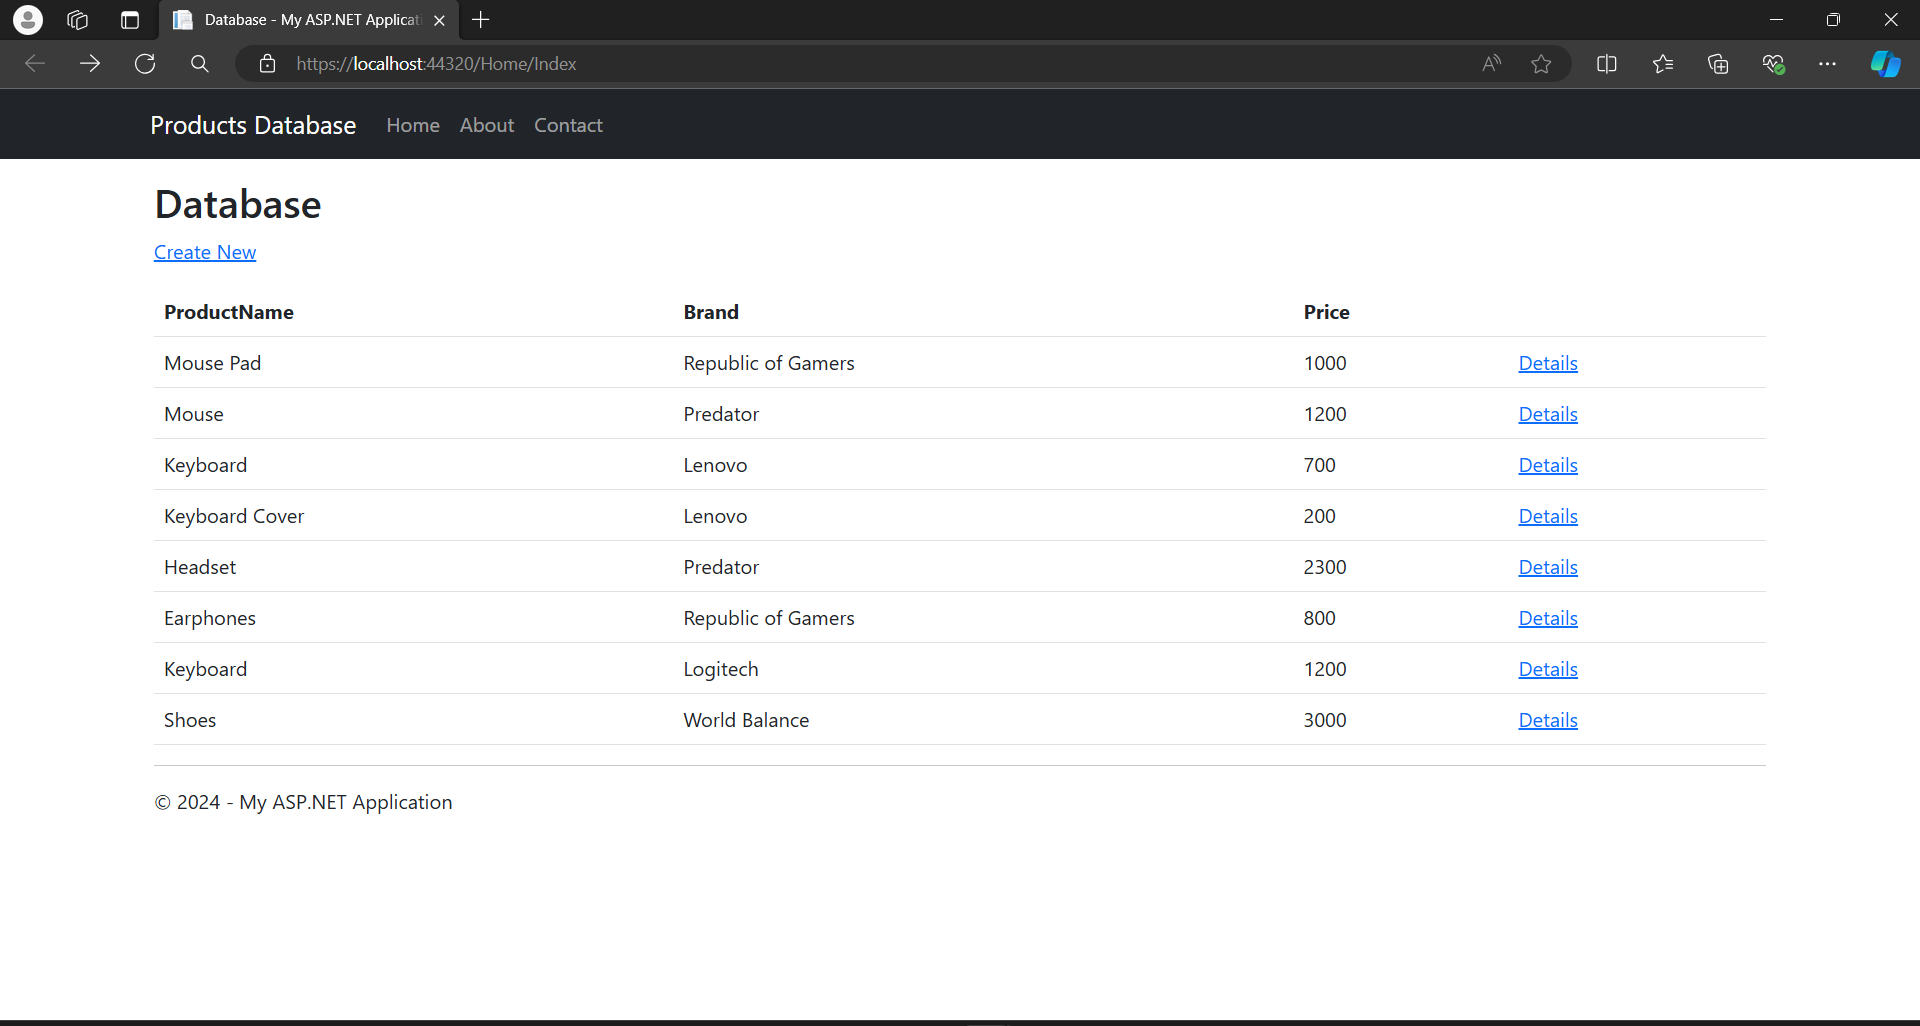 Database - My ASP.NET Applicati
https://localhost:44320/Home/Index
Products Database Home About Contact
Database
Create New
ProductName Brand Price
Mouse Pad Republic of Gamers 1000 Details
Mouse Predator 1200 Details
Keyboard Lenovo 700 Details
Keyboard Cover Lenovo 200 Details
Headset Predator 2300 Details
Earphones Republic of Gamers 800 Details
Keyboard Logitech 1200 Details
Shoes World Balance 3000 Details
© 2024 - My ASP.NET Application